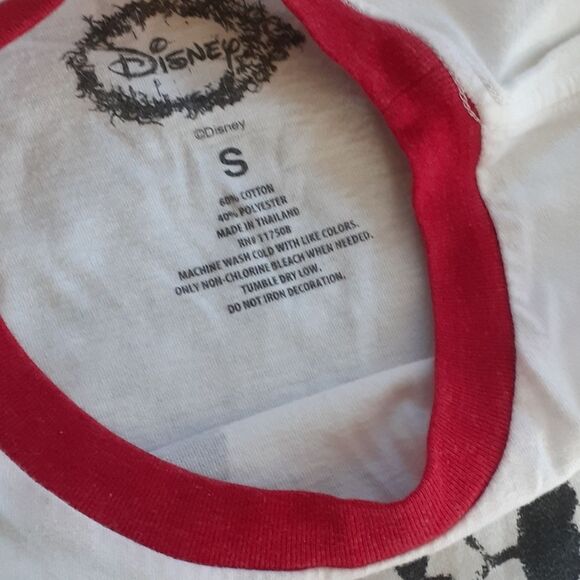 Disney
©Disney
S
60% COTTON
40% POLYESTER
MADE IN THAILAND
RN# 117508
MACHINE WASH COLD WITH LIKE COLORS.
ONLY NON-CHLORINE BLEACH WHEN NEEDED.
TUMBLE DRY LOW.
DO NOT IRON DECORATION.